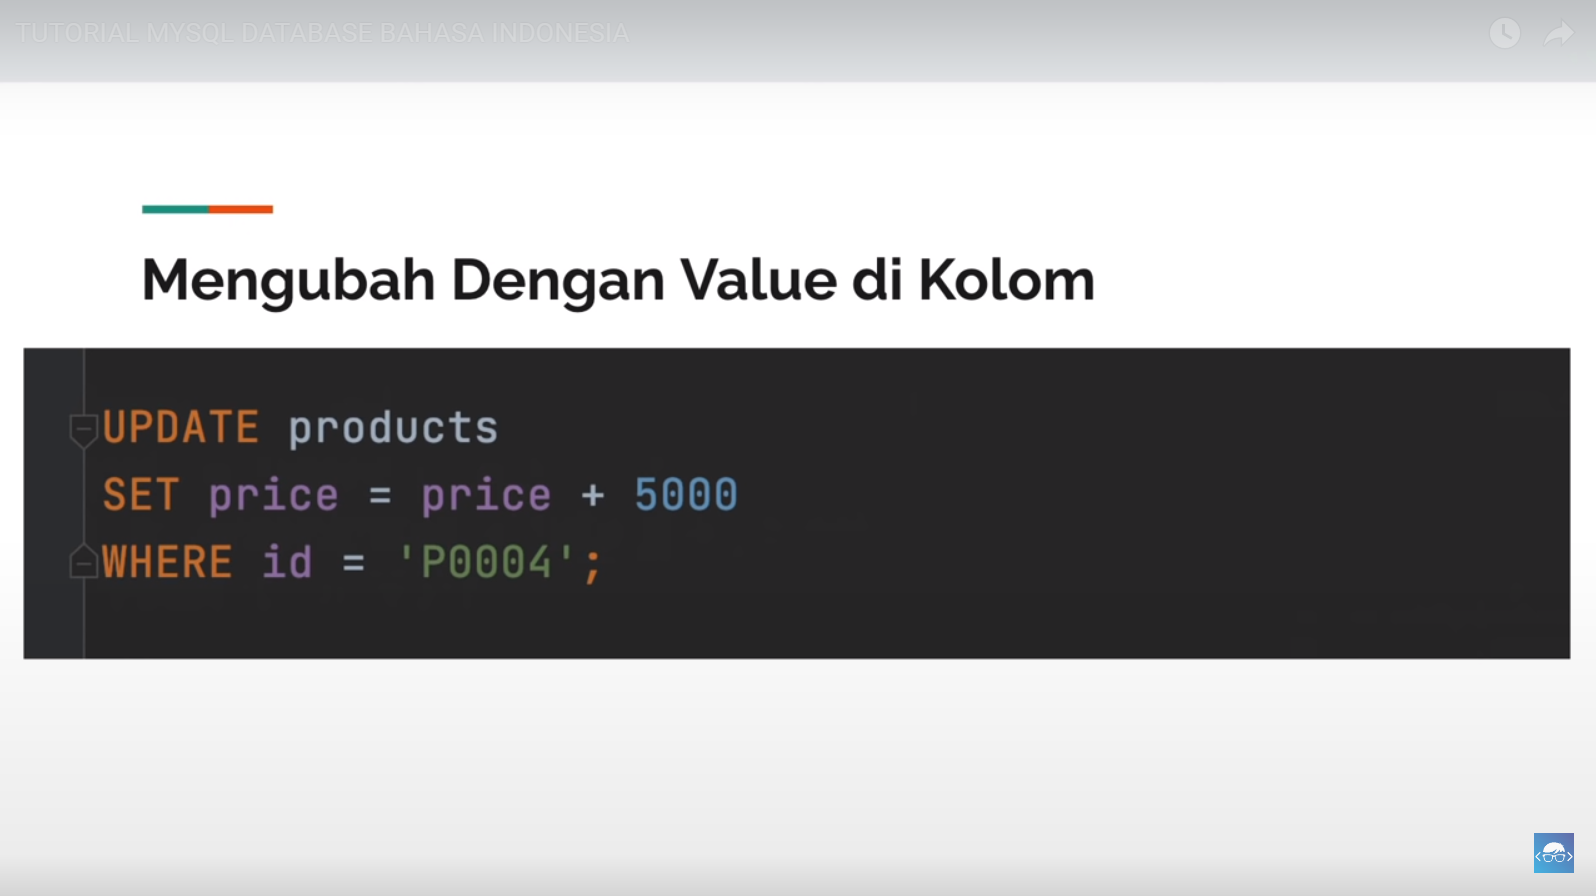 TUTORIAL MYSQL DATABASE BAHASA INDONESIA
Mengubah Dengan Value di Kolom
UPDATE products
SET price = price + 5000
WHERE id = 'P0004';